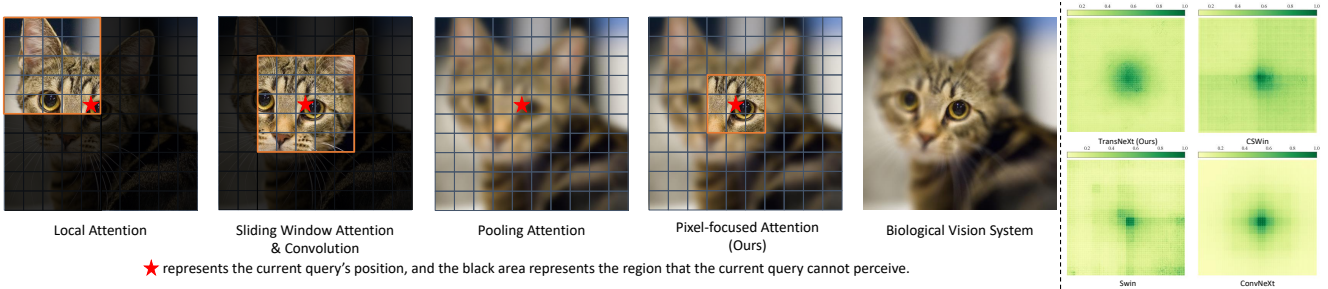 Local Attention
Sliding Window Attention
& Convolution
Pooling Attention
Pixel-focused Attention
(Ours)
Biological Vision System
represents the current query's position, and the black area represents the region that the current query cannot perceive.
0.2 0.4 0.6 0.8 1.0
0.2 0.4 0.6 0.8 1.0
TransNeXt (Ours)
CSWin
0.2 0.4 0.6 0.8 1.0
0.2 0.4 0.6 0.8 1.0
Swin
ConvNeXt